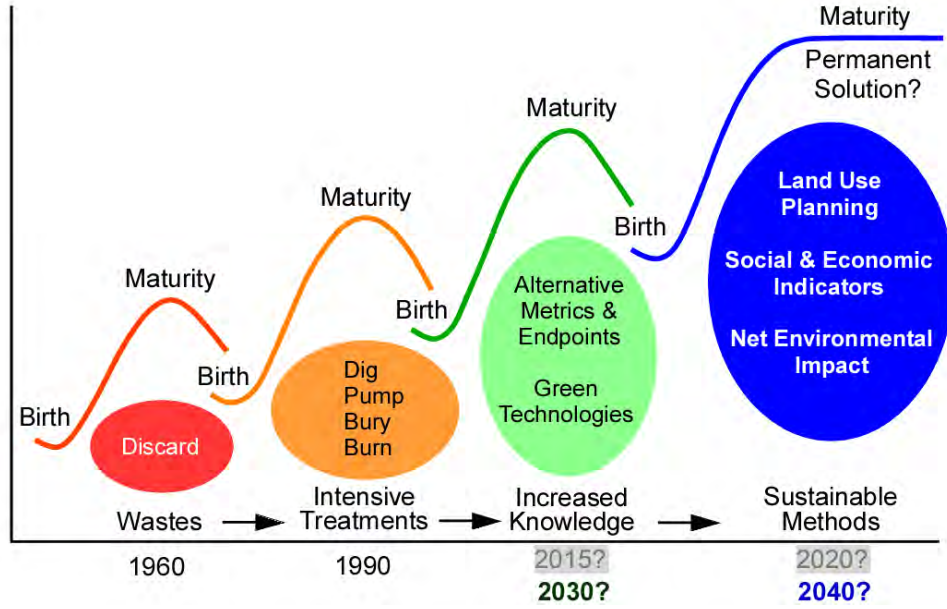 Maturity
Permanent
Solution?
Maturity
Land Use
Planning
Maturity
Birth
Social & Economic
Indicators
Alternative
Metrics &
Endpoints
Maturity
Birth
Net Environmental
Impact
Dig
Pump
Bury
Burn
Green
Technologies
Birth
Birth
Discard
Wastes
Intensive
Treatments
Increased
Knowledge
Sustainable
Methods
1960
1990
2015?
2020?
2030?
2040?